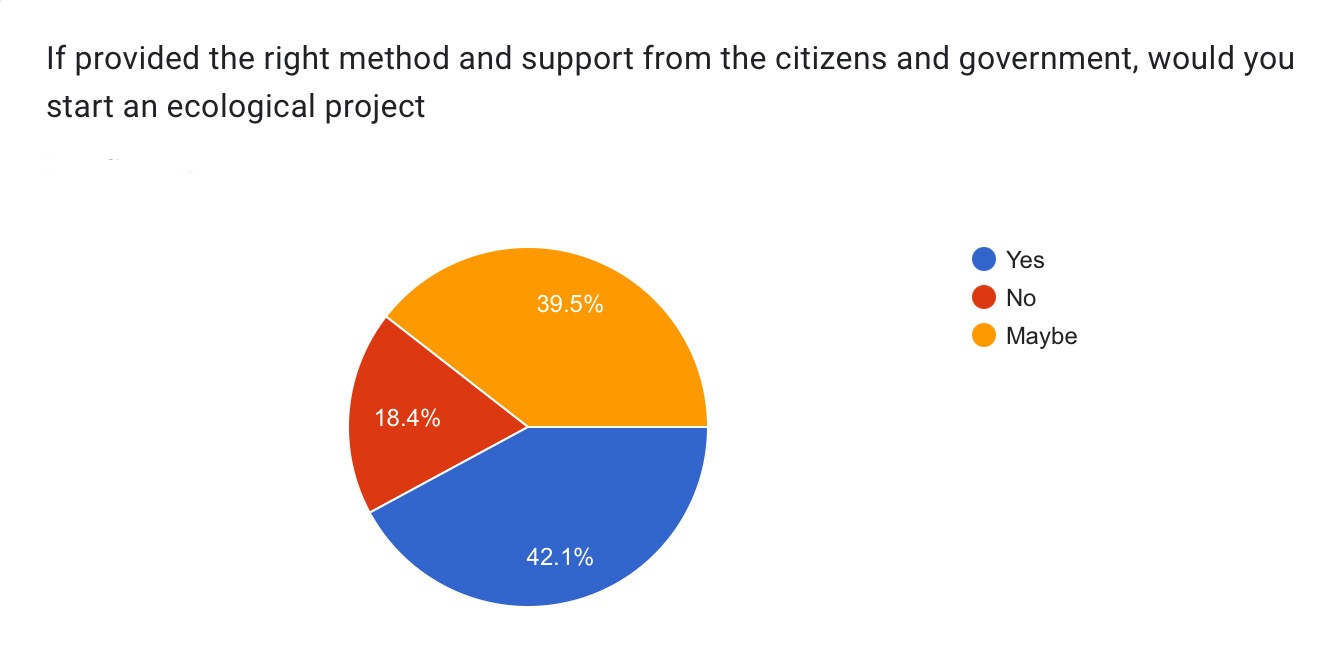 If provided the right method and support from the citizens and government, would you
start an ecological project
Yes
No
Maybe
39.5%
18.4%
42.1%